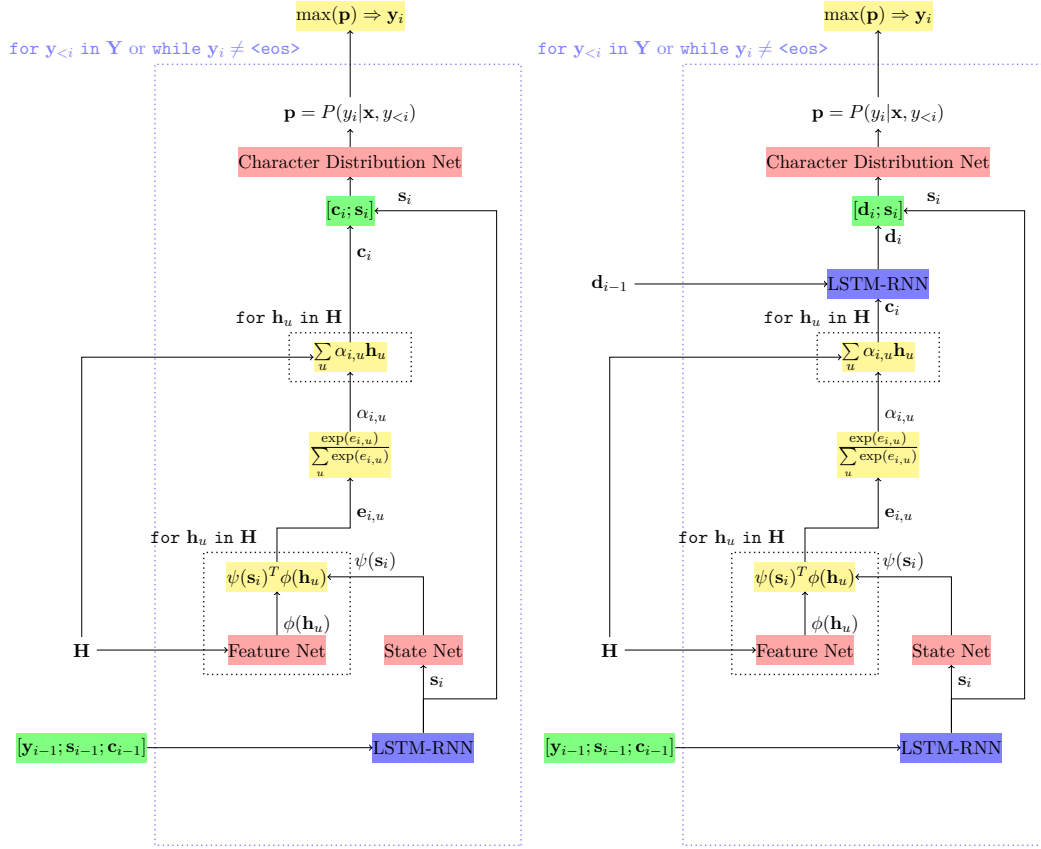 max(p) ⇒ y_i
for y_{<i} in Y or while y_i ≠ <eos>
p = P(y_i|x, y_{<i})
Character Distribution Net
s_i
[c_i; s_i]
c_i
for h_u in H
∑_u α_{i,u} h_u
α_{i,u}
exp(e_{i,u}) / ∑_u exp(e_{i,u})
e_{i,u}
for h_u in H
ψ(s_i)
ψ(s_i)^T φ(h_u)
φ(h_u)
H
Feature Net
State Net
s_i
[y_{i−1}; s_{i−1}; c_{i−1}]
LSTM-RNN
max(p) ⇒ y_i
for y_{<i} in Y or while y_i ≠ <eos>
p = P(y_i|x, y_{<i})
Character Distribution Net
s_i
[d_i; s_i]
d_i
d_{i−1}
LSTM-RNN
c_i
for h_u in H
∑_u α_{i,u} h_u
α_{i,u}
exp(e_{i,u}) / ∑_u exp(e_{i,u})
e_{i,u}
for h_u in H
ψ(s_i)
ψ(s_i)^T φ(h_u)
φ(h_u)
H
Feature Net
State Net
s_i
[y_{i−1}; s_{i−1}; c_{i−1}]
LSTM-RNN